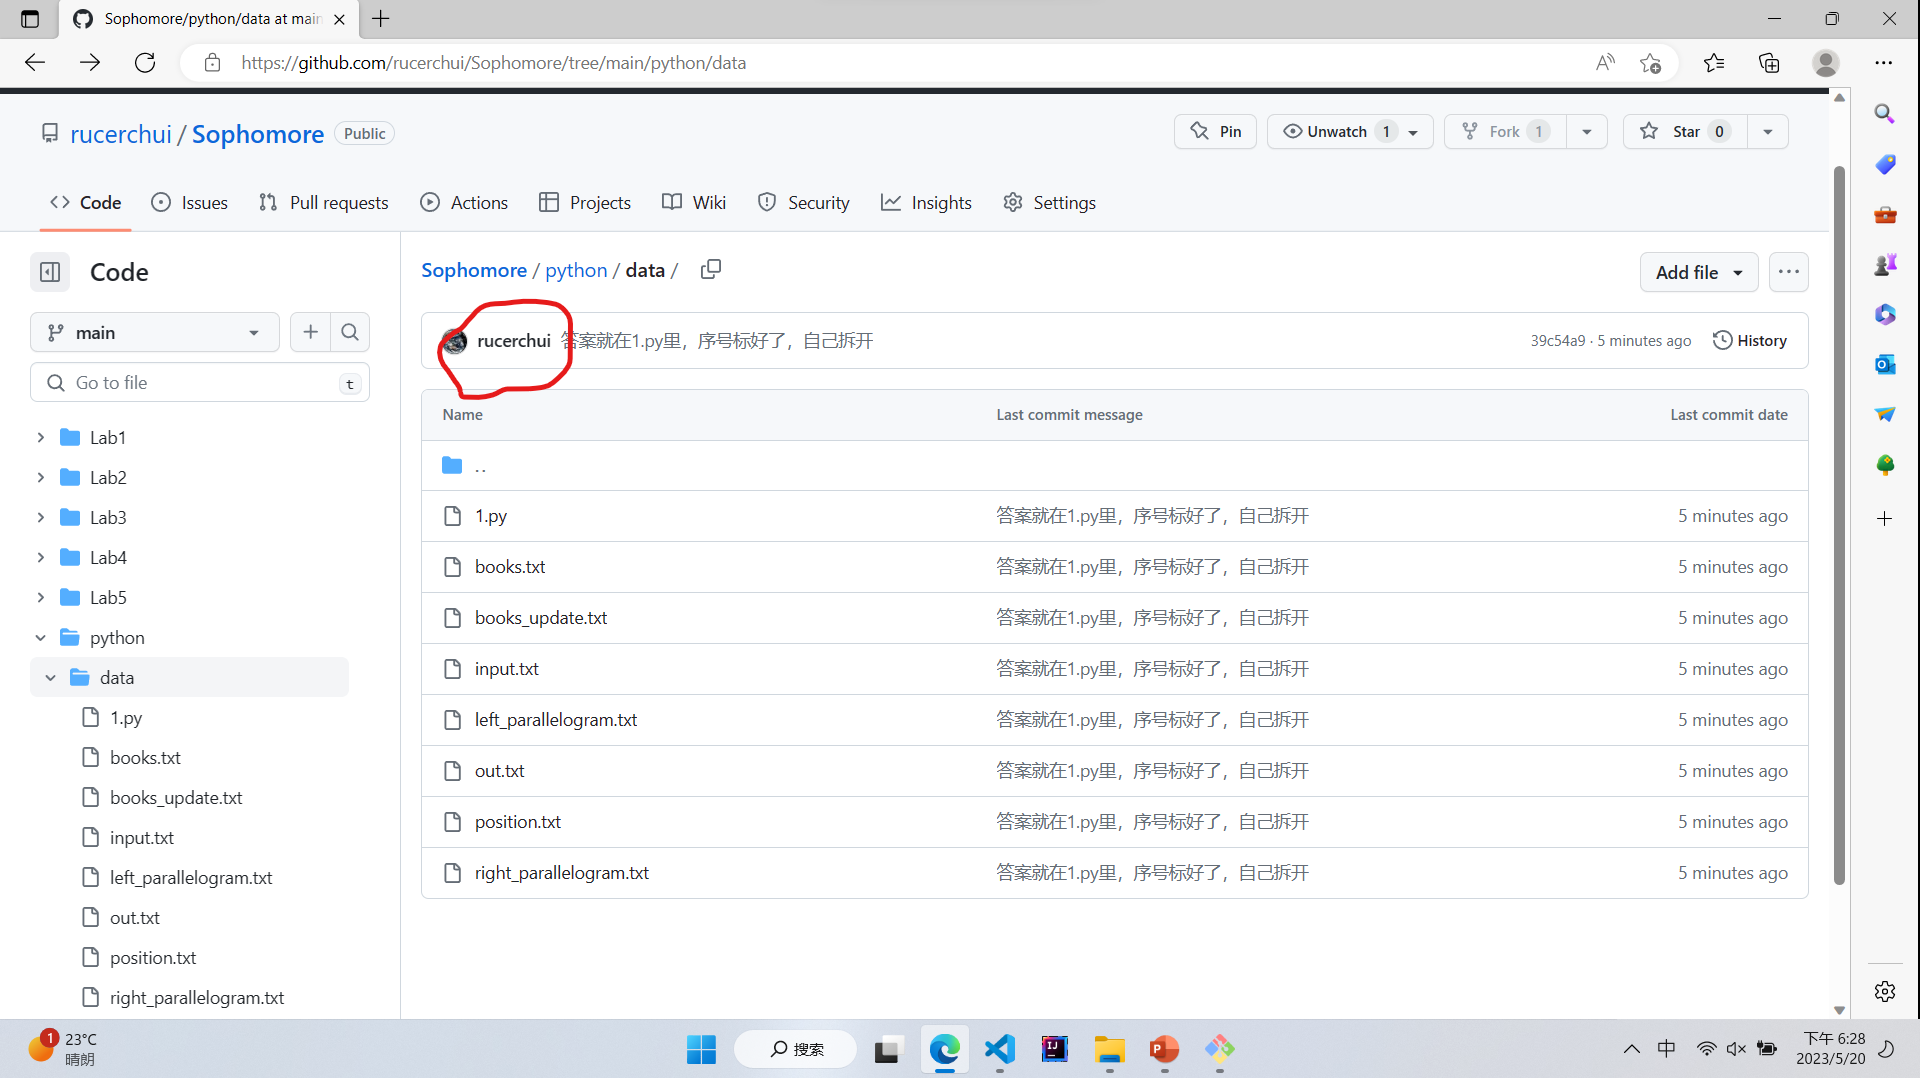 Sophomore/python/data at main
https://github.com/rucerchui/Sophomore/tree/main/python/data
rucerchui / Sophomore Public
Pin
Unwatch 1
Fork 1
Star 0
Code
Issues
Pull requests
Actions
Projects
Wiki
Security
Insights
Settings
Code
main
Go to file
t
Lab1
Lab2
Lab3
Lab4
Lab5
python
data
1.py
books.txt
books_update.txt
input.txt
left_parallelogram.txt
out.txt
position.txt
right_parallelogram.txt
Sophomore / python / data /
Add file
rucerchui 答案就在1.py里，序号标好了，自己拆开
39c54a9 · 5 minutes ago
History
Name Last commit message Last commit date
..
1.py 答案就在1.py里，序号标好了，自己拆开 5 minutes ago
books.txt 答案就在1.py里，序号标好了，自己拆开 5 minutes ago
books_update.txt 答案就在1.py里，序号标好了，自己拆开 5 minutes ago
input.txt 答案就在1.py里，序号标好了，自己拆开 5 minutes ago
left_parallelogram.txt 答案就在1.py里，序号标好了，自己拆开 5 minutes ago
out.txt 答案就在1.py里，序号标好了，自己拆开 5 minutes ago
position.txt 答案就在1.py里，序号标好了，自己拆开 5 minutes ago
right_parallelogram.txt 答案就在1.py里，序号标好了，自己拆开 5 minutes ago
1
23°C
晴朗
搜索
中
下午 6:28
2023/5/20